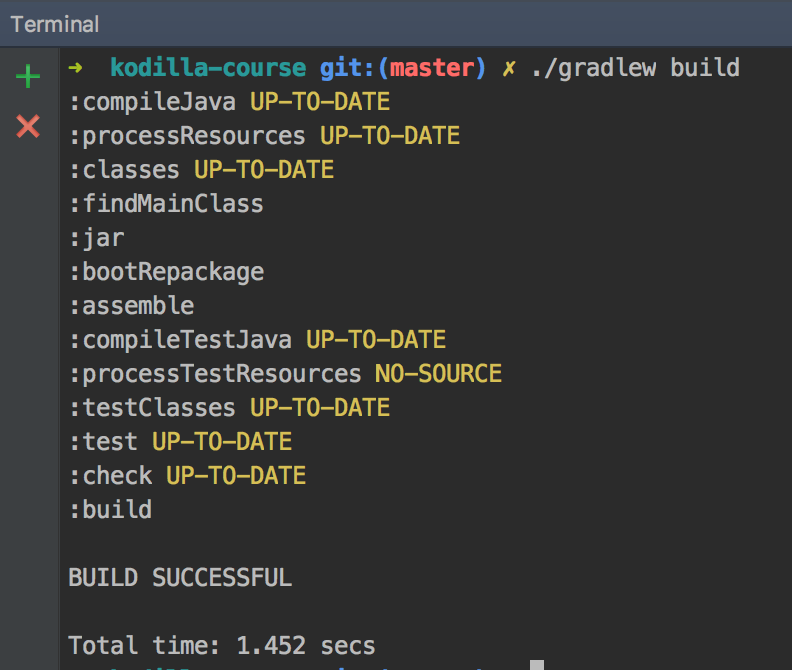 Terminal
➜ kodilla-course git:(master) ✗ ./gradlew build
:compileJava UP-TO-DATE
:processResources UP-TO-DATE
:classes UP-TO-DATE
:findMainClass
:jar
:bootRepackage
:assemble
:compileTestJava UP-TO-DATE
:processTestResources NO-SOURCE
:testClasses UP-TO-DATE
:test UP-TO-DATE
:check UP-TO-DATE
:build
BUILD SUCCESSFUL
Total time: 1.452 secs